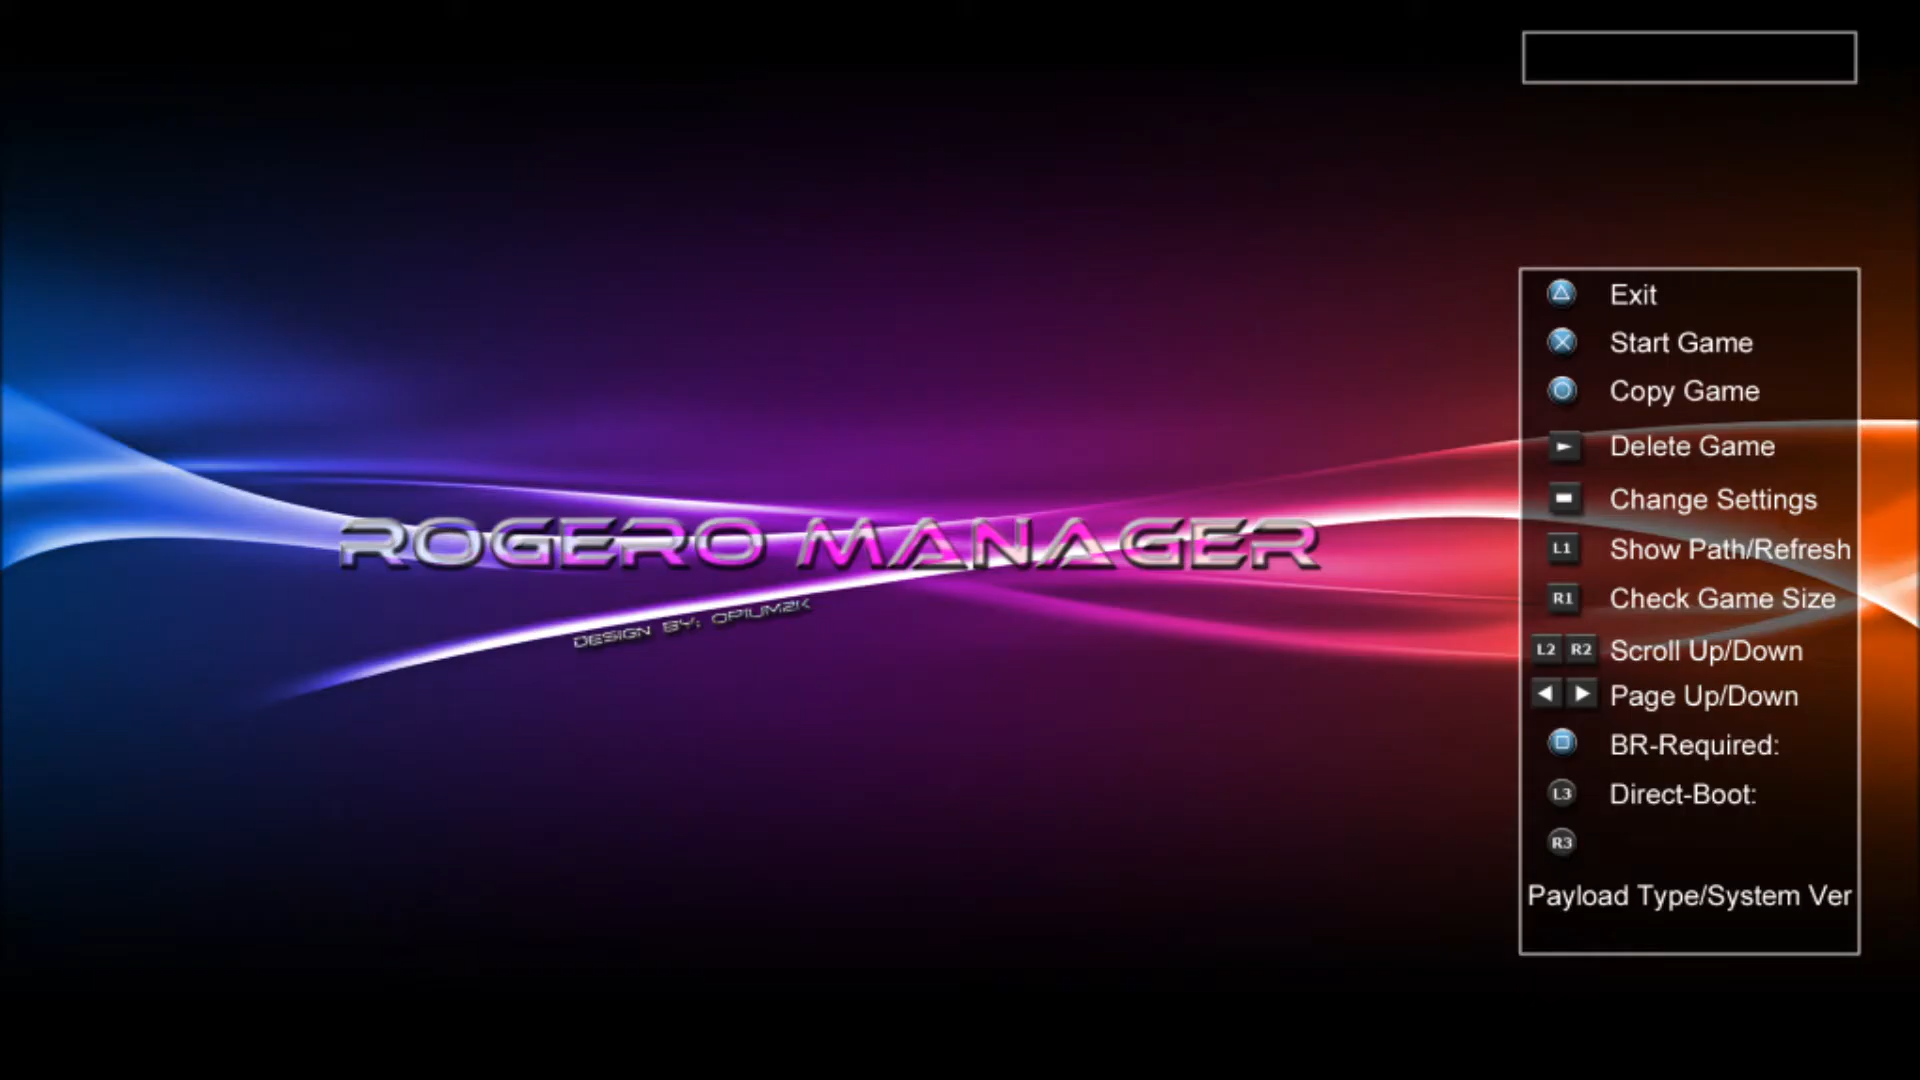 Exit
Start Game
Copy Game
Delete Game
Change Settings
ROGERO MANAGER
DESIGN BY: OPIUM2K
L1 Show Path/Refresh
R1 Check Game Size
L2 R2 Scroll Up/Down
Page Up/Down
BR-Required:
L3 Direct-Boot:
R3
Payload Type/System Ver